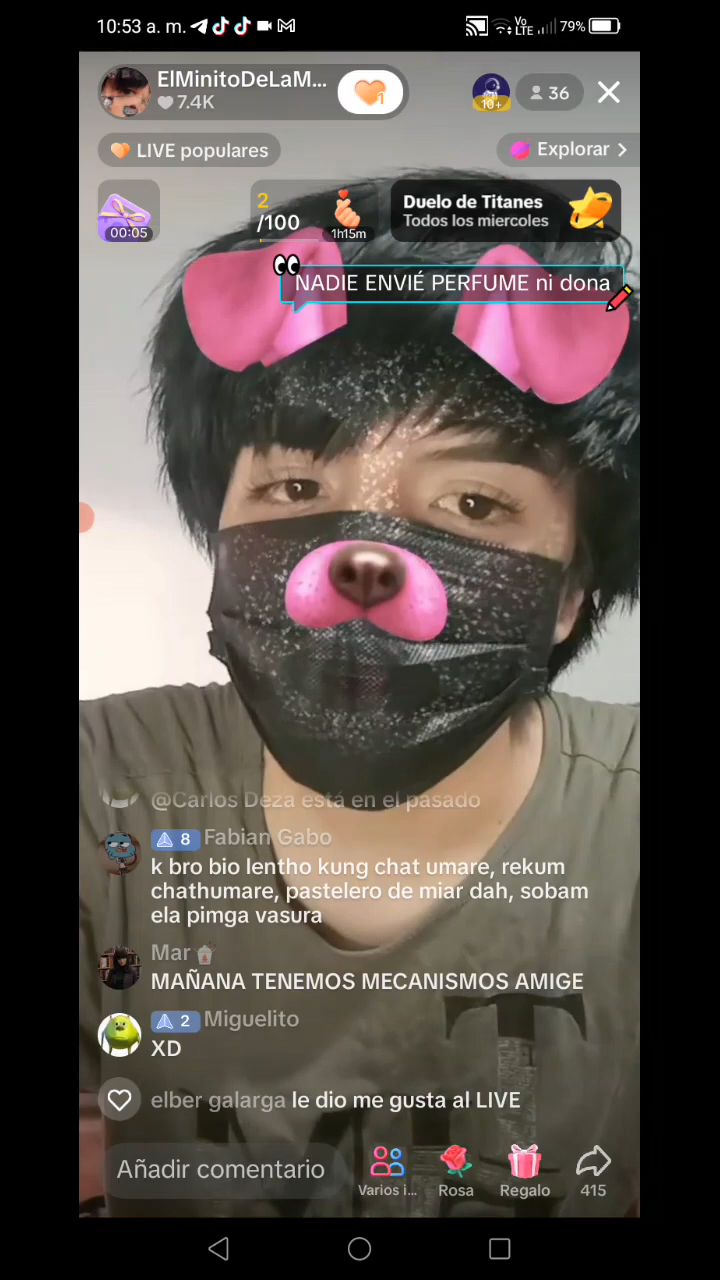 10:53 a. m.
Vo
LTE
79%
ElMinitoDeLaM...
7.4K
1
10+
36
LIVE populares
Explorar
00:05
2
/100
1h15m
Duelo de Titanes
Todos los miercoles
NADIE ENVIÉ PERFUME ni dona
@Carlos Deza está en el pasado
8 Fabian Gabo
k bro bio lentho kung chat umare, rekum
chathumare, pastelero de miar dah, sobam
ela pimga vasura
Mar
MAÑANA TENEMOS MECANISMOS AMIGE
2 Miguelito
XD
elber galarga le dio me gusta al LIVE
Añadir comentario
Varios i...
Rosa
Regalo
415